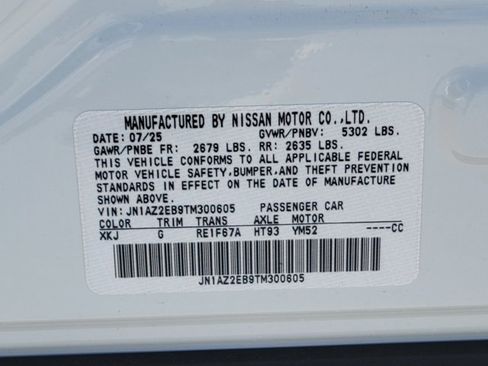 MANUFACTURED BY NISSAN MOTOR CO.,LTD.
DATE: 07/25 GVWR/PNBV: 5302 LBS.
GAWR/PNBE FR: 2679 LBS. RR: 2635 LBS.
THIS VEHICLE CONFORMS TO ALL APPLICABLE FEDERAL
MOTOR VEHICLE SAFETY,BUMPER,AND THEFT PREVENTION
STANDARDS IN EFFECT ON THE DATE OF MANUFACTURE
SHOWN ABOVE.
VIN: JN1AZ2EB9TM300605 PASSENGER CAR
COLOR TRIM TRANS AXLE MOTOR
XKJ G RE1F67A HT93 YM52 ----CC
JN1AZ2EB9TM300605